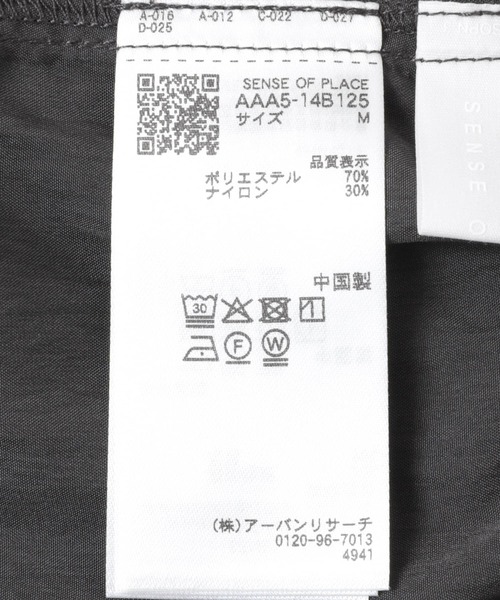 A-016 A-012 C-022 D-027
D-025
SENSE OF PLACE
AAA5-14B125
サイズ M
品質表示
ポリエステル 70%
ナイロン 30%
中国製
30
F W
(株)アーバンリサーチ
0120-96-7013
4941
SENSE O